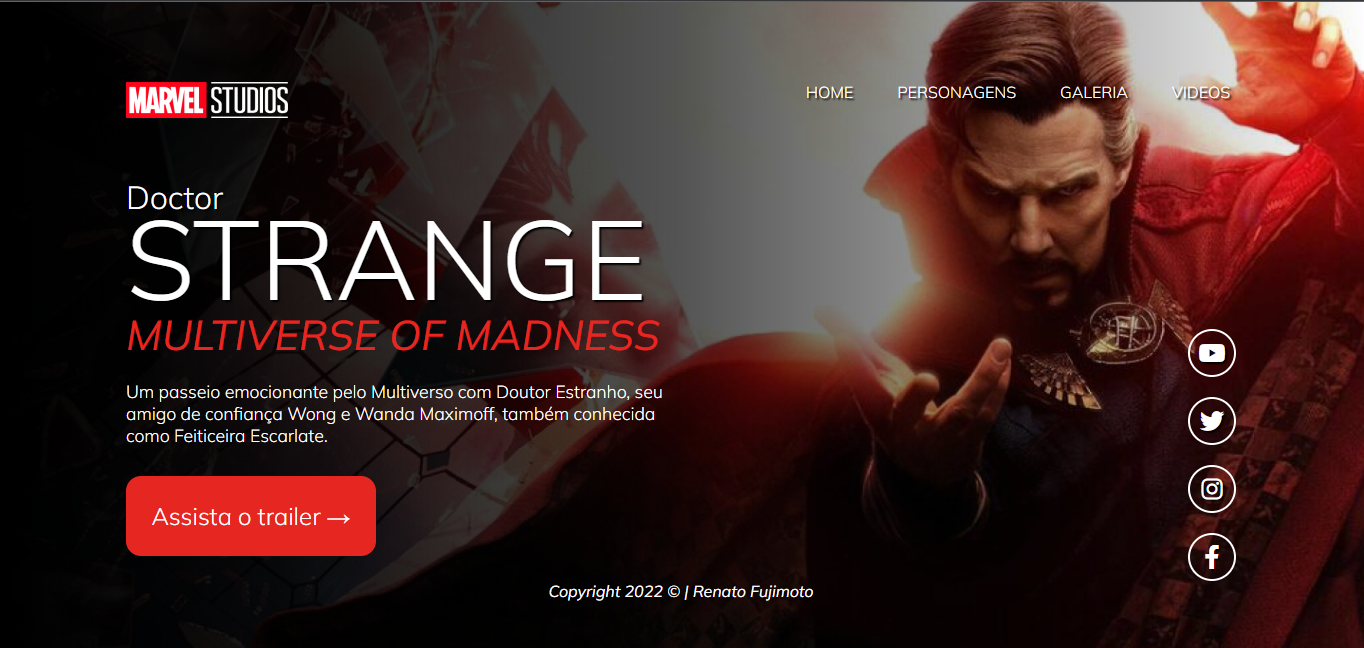 MARVEL STUDIOS
HOME PERSONAGENS GALERIA VIDEOS
Doctor
STRANGE
MULTIVERSE OF MADNESS
Um passeio emocionante pelo Multiverso com Doutor Estranho, seu
amigo de confiança Wong e Wanda Maximoff, também conhecida
como Feiticeira Escarlate.
Assista o trailer →
Copyright 2022 © | Renato Fujimoto